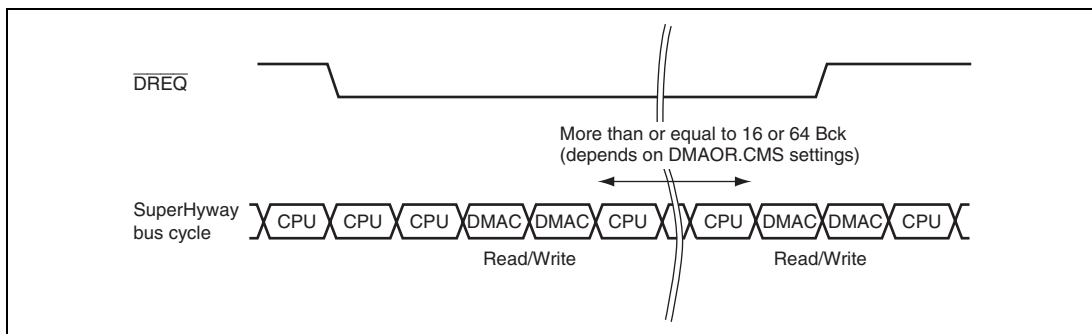 DREQ
More than or equal to 16 or 64 Bck
(depends on DMAOR.CMS settings)
SuperHyway
bus cycle
CPU CPU CPU DMAC DMAC CPU CPU DMAC DMAC CPU
Read/Write Read/Write